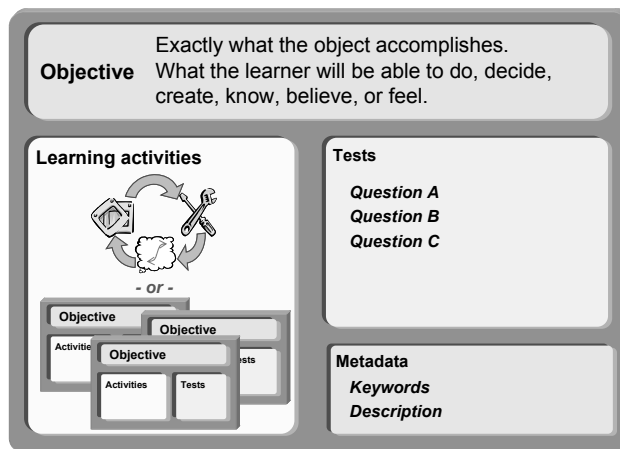 Objective
Exactly what the object accomplishes.
What the learner will be able to do, decide,
create, know, believe, or feel.
Learning activities
- or -
Objective
Objective
Objective
Activities
Tests
Tests
Question A
Question B
Question C
Metadata
Keywords
Description